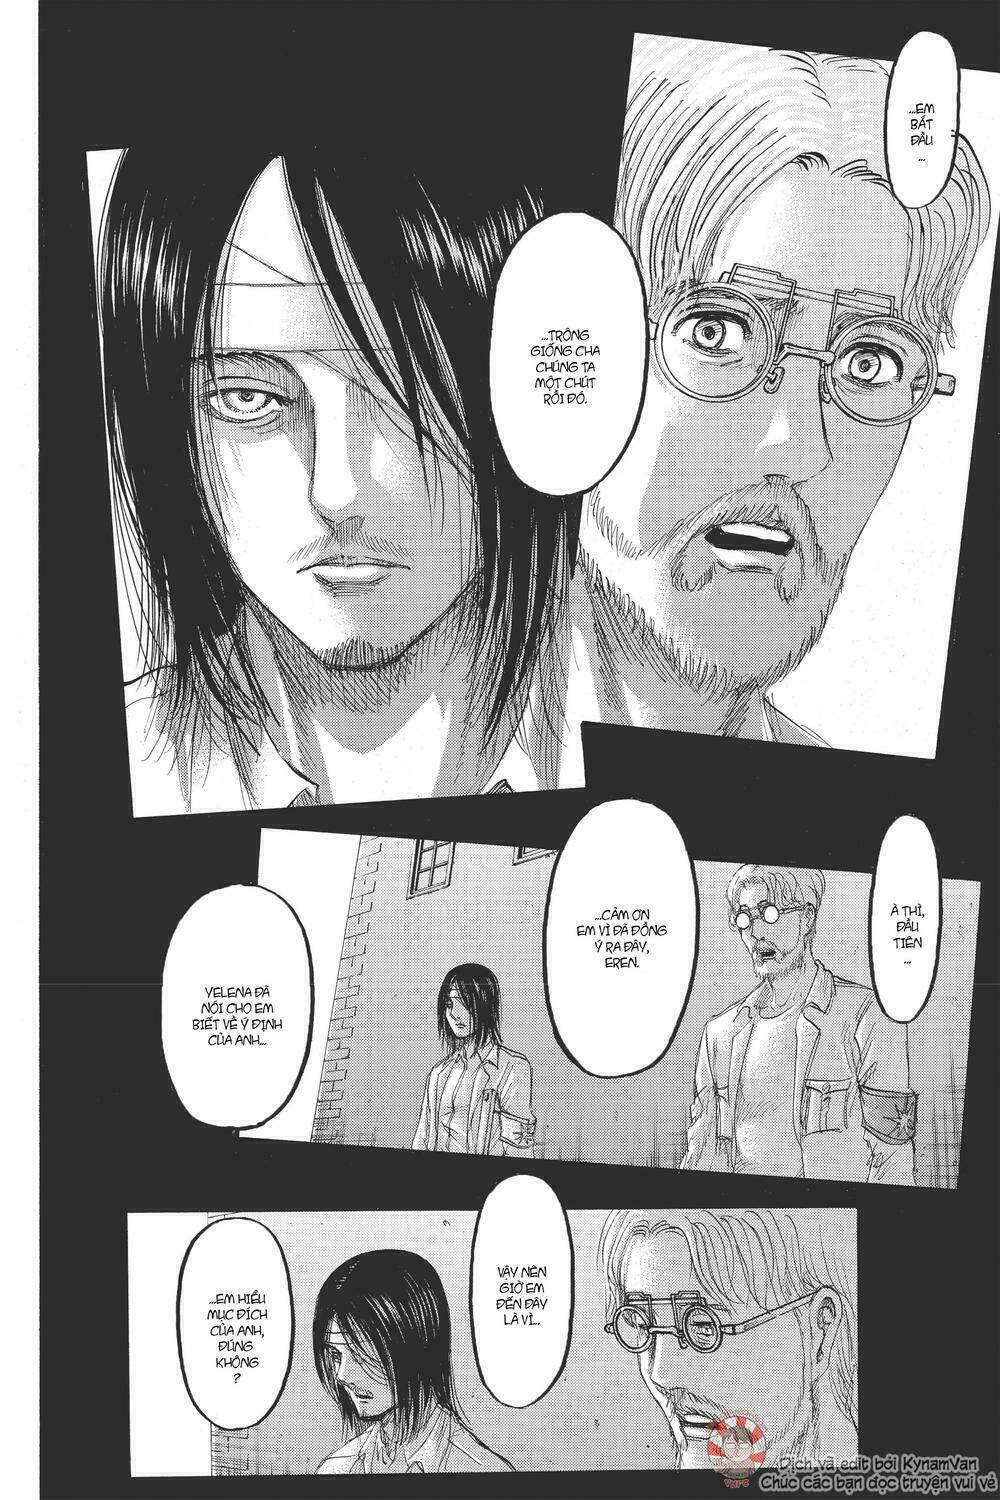 ...EM
BẮT
ĐẦU
...
...TRÔNG
GIỐNG CHA
CHÚNG TA
MỘT CHÚT
RỒI ĐÓ.
À THÌ,
ĐẦU
TIÊN
...
...CẢM ƠN
EM VÌ ĐÃ ĐỒNG
Ý RA ĐÂY,
EREN.
YELENA ĐÃ
NÓI CHO EM
BIẾT VỀ Ý ĐỊNH
CỦA ANH...
VẬY NÊN
GIỜ EM
ĐẾN ĐÂY
LÀ VÌ...
...EM HIỂU
MỤC ĐÍCH
CỦA ANH,
ĐÚNG
KHÔNG
?
Dịch và edit bởi KynamVan
Chúc các bạn đọc truyện vui vẻ